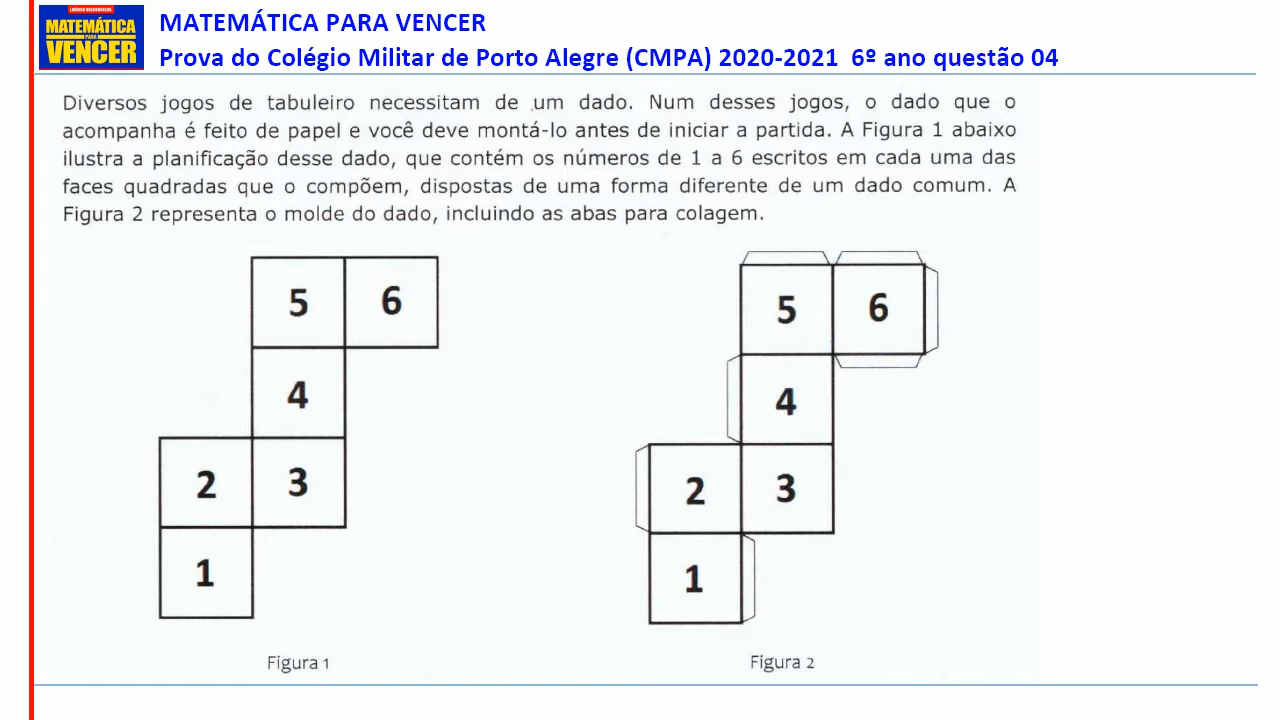 LAÉRCIO VASCONCELOS
MATEMÁTICA
PARA
VENCER
MATEMÁTICA PARA VENCER
Prova do Colégio Militar de Porto Alegre (CMPA) 2020-2021 6º ano questão 04
Diversos jogos de tabuleiro necessitam de um dado. Num desses jogos, o dado que o
acompanha é feito de papel e você deve montá-lo antes de iniciar a partida. A Figura 1 abaixo
ilustra a planificação desse dado, que contém os números de 1 a 6 escritos em cada uma das
faces quadradas que o compõem, dispostas de uma forma diferente de um dado comum. A
Figura 2 representa o molde do dado, incluindo as abas para colagem.
5 6
4
2 3
1
Figura 1
5 6
4
2 3
1
Figura 2